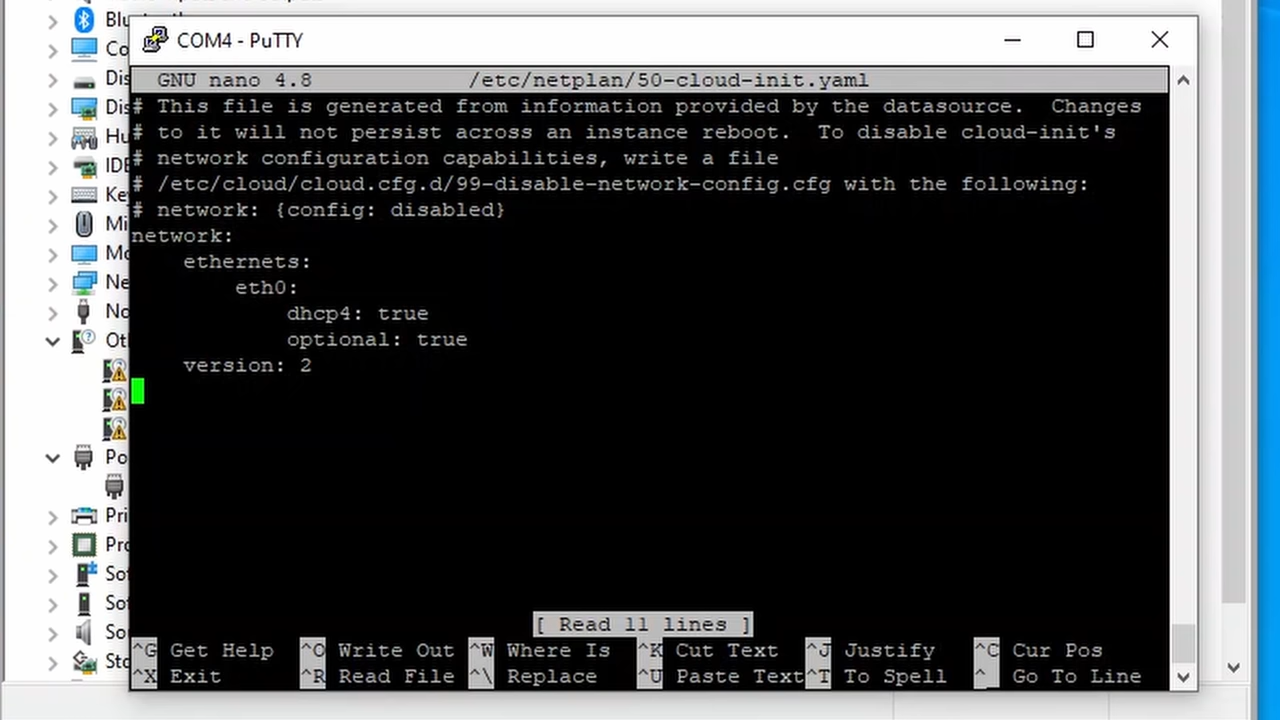 COM4 - PuTTY
GNU nano 4.8 /etc/netplan/50-cloud-init.yaml
# This file is generated from information provided by the datasource.  Changes
# to it will not persist across an instance reboot.  To disable cloud-init's
# network configuration capabilities, write a file
# /etc/cloud/cloud.cfg.d/99-disable-network-config.cfg with the following:
# network: {config: disabled}
network:
    ethernets:
        eth0:
            dhcp4: true
            optional: true
    version: 2
[ Read 11 lines ]
^G Get Help ^O Write Out ^W Where Is ^K Cut Text ^J Justify ^C Cur Pos
^X Exit ^R Read File ^\ Replace ^U Paste Text ^T To Spell ^_ Go To Line